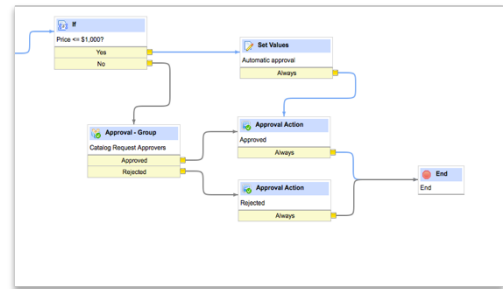 If
Price <= $1,000?
Yes
No
Set Values
Automatic approval
Always
Approval - Group
Catalog Request Approvers
Approved
Rejected
Approval Action
Approved
Always
Approval Action
Rejected
Always
End
End